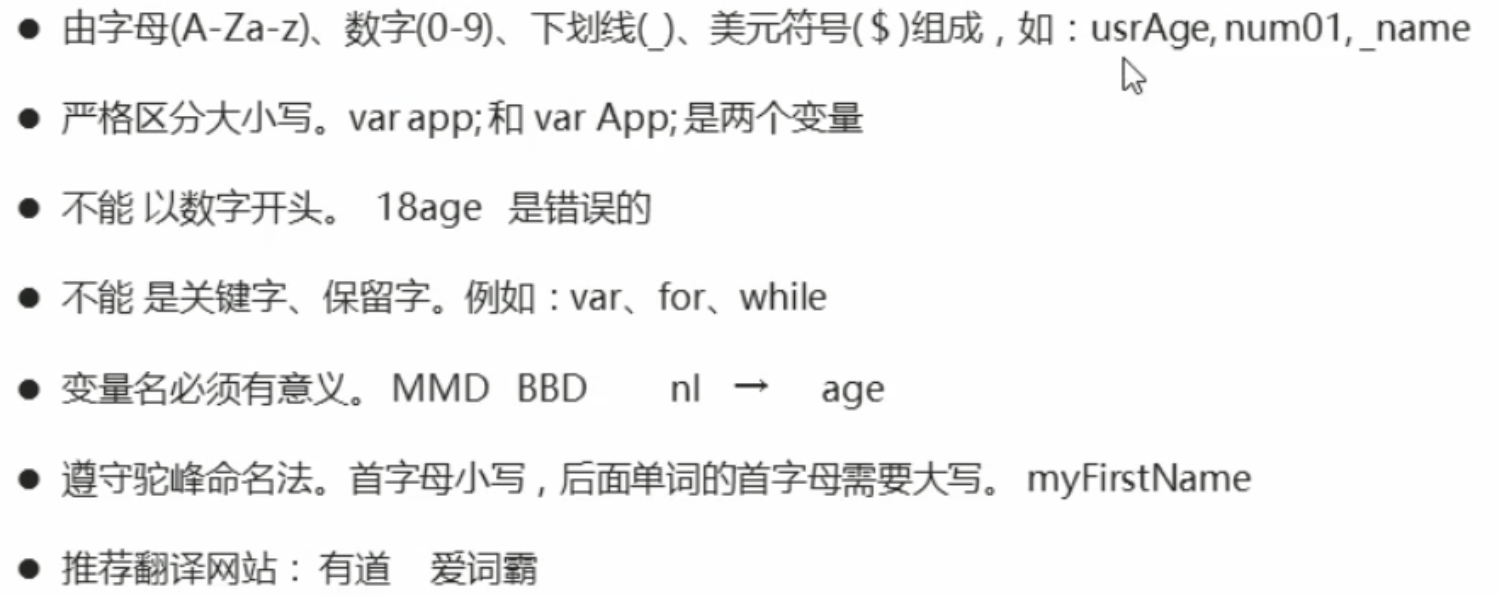 ● 由字母(A-Za-z)、数字(0-9)、下划线(_)、美元符号( $ )组成，如：usrAge, num01, _name
● 严格区分大小写。var app; 和 var App; 是两个变量
● 不能 以数字开头。 18age 是错误的
● 不能 是关键字、保留字。例如：var、for、while
● 变量名必须有意义。 MMD BBD nl → age
● 遵守驼峰命名法。首字母小写，后面单词的首字母需要大写。 myFirstName
● 推荐翻译网站： 有道 爱词霸